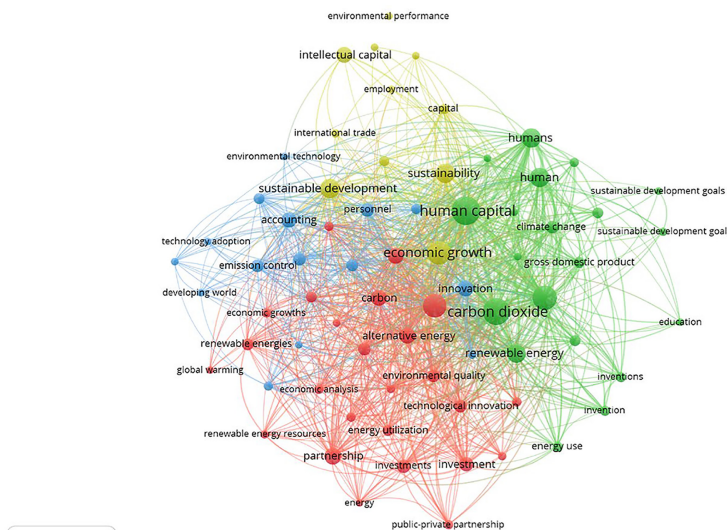 environmental performance
intellectual capital
employment
capital
international trade
humans
environmental technology
sustainability
human
sustainable development
sustainable development goals
personnel
human capital
accounting
climate change
sustainable development goal
technology adoption
economic growth
emission control
gross domestic product
developing world
innovation
carbon
economic growths
carbon dioxide
education
alternative energy
renewable energies
renewable energy
global warming
environmental quality
inventions
economic analysis
technological innovation
invention
renewable energy resources
energy utilization
energy use
partnership
investments
investment
energy
public-private partnership